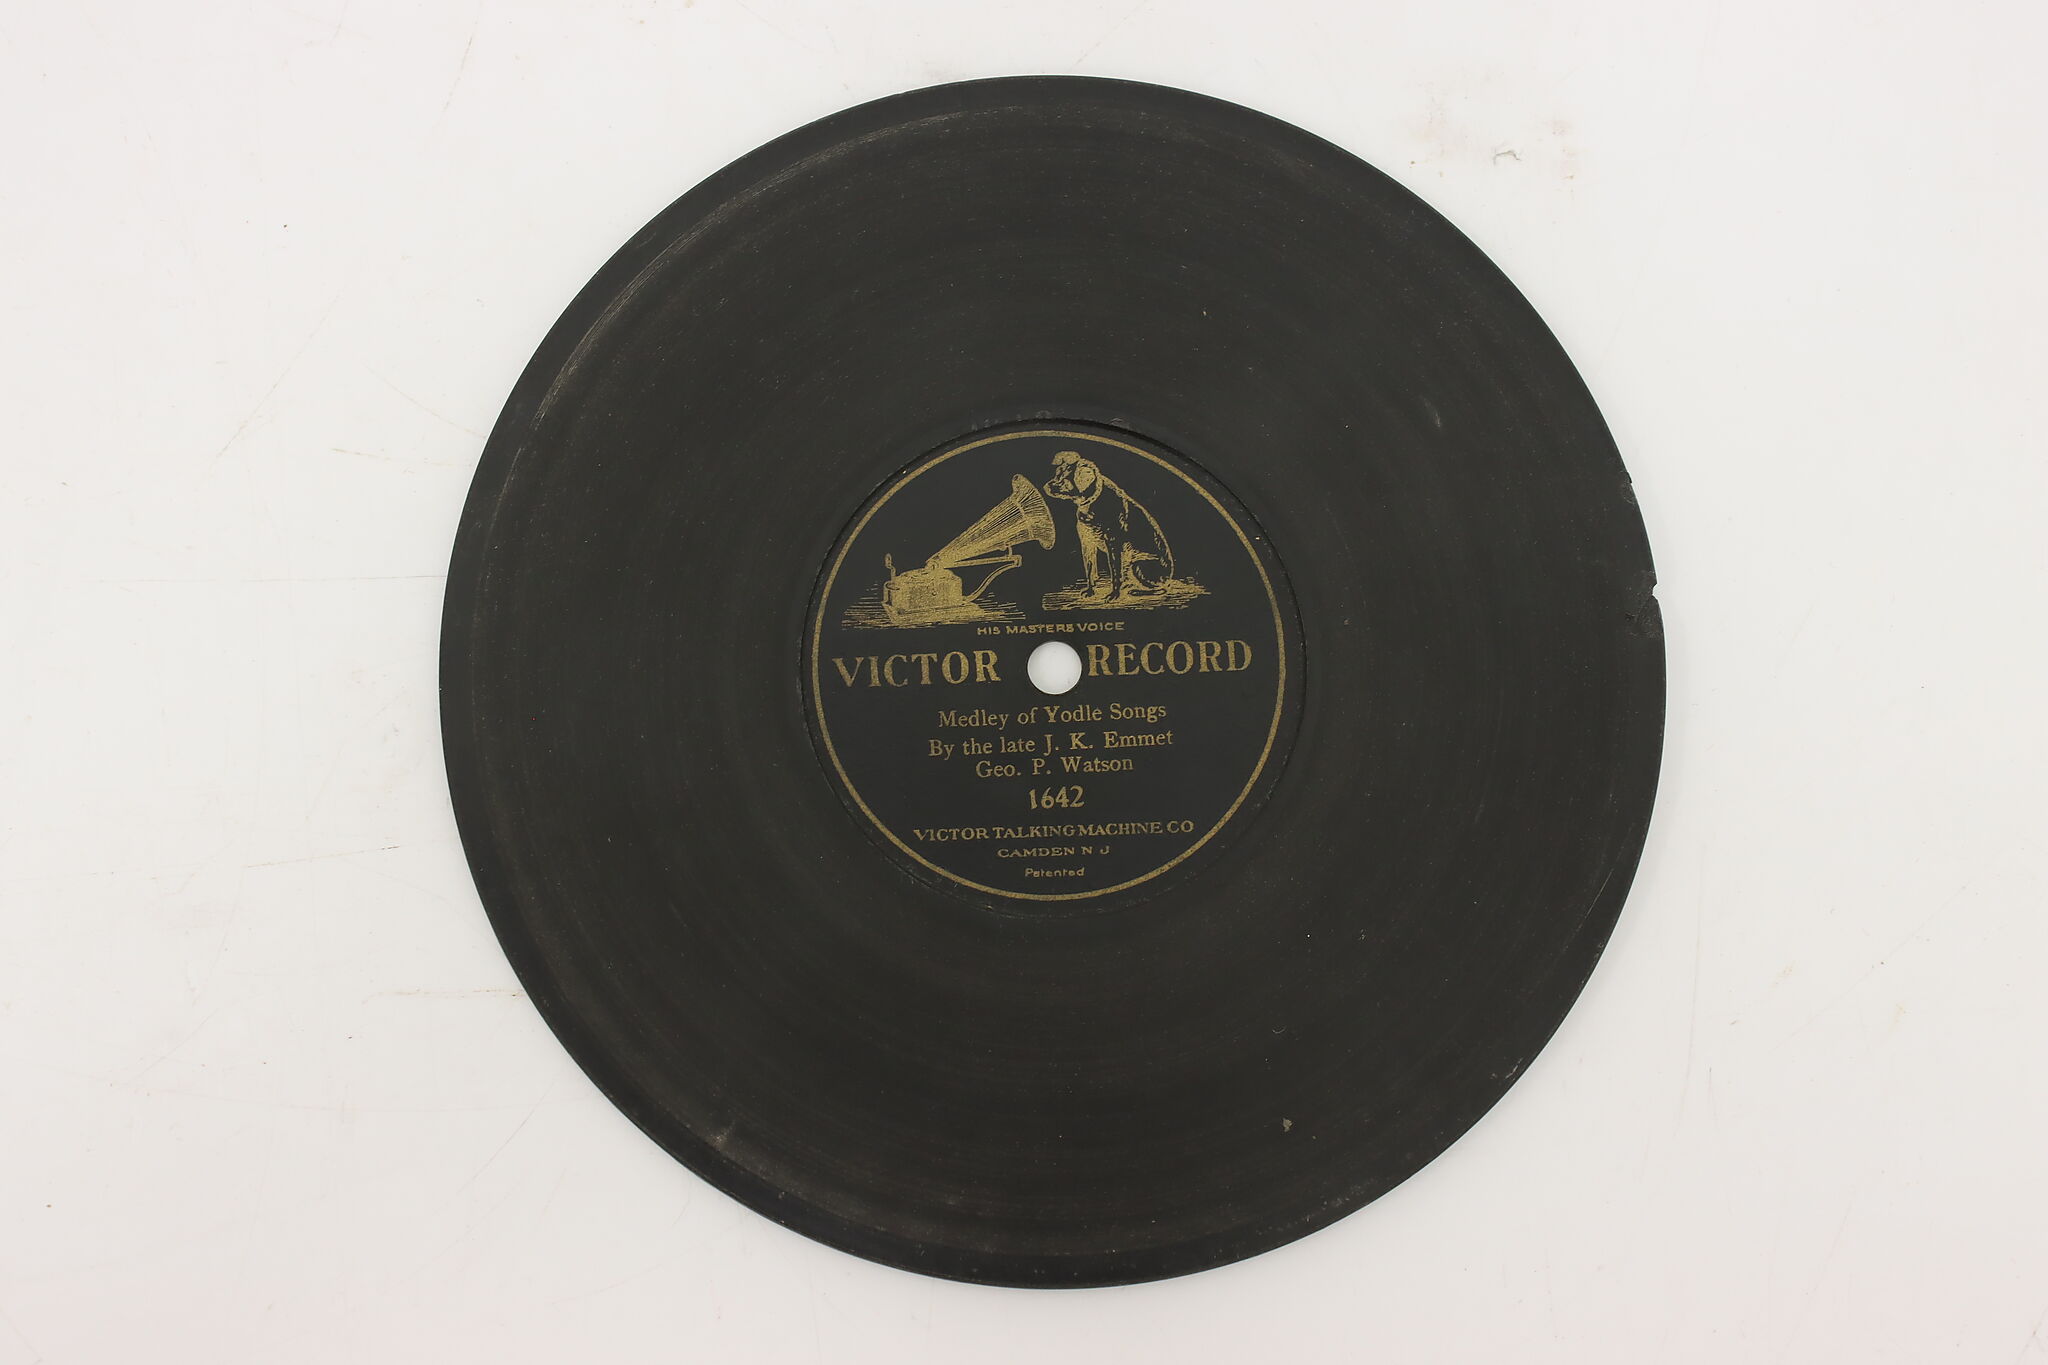 HIS MASTERS VOICE
VICTOR RECORD
Medley of Yodle Songs
By the late J. K. Emmet
Geo. P. Watson
1642
VICTOR TALKING MACHINE CO
CAMDEN N J
Patented